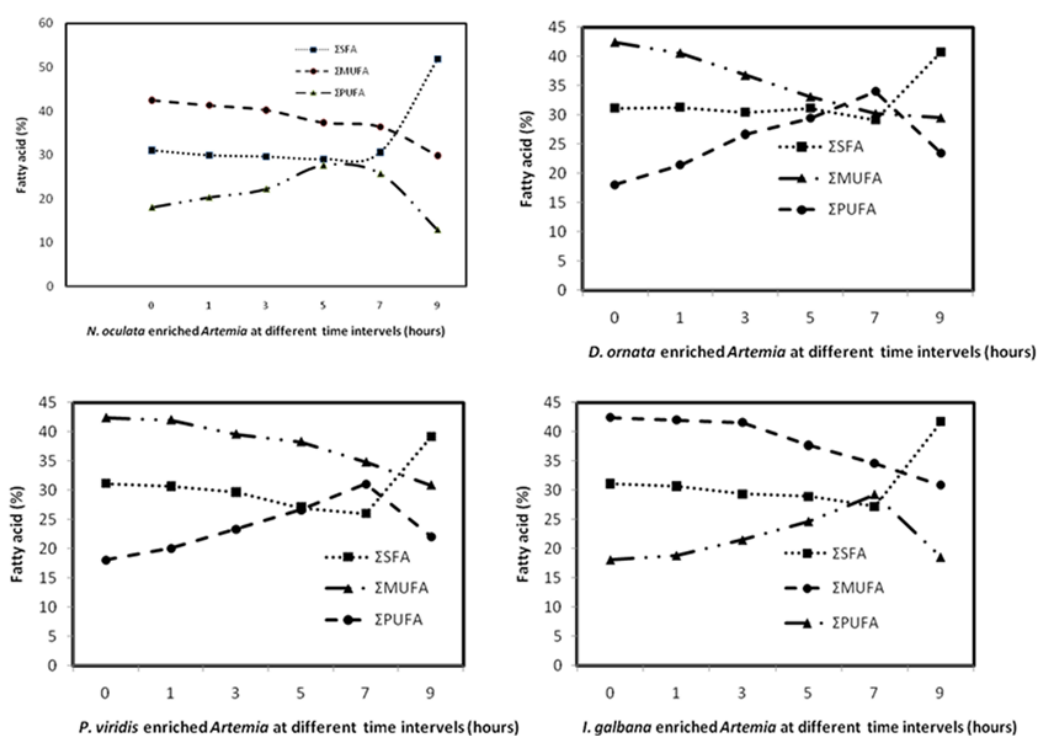 60
50
40
30
20
10
0
Fatty acid (%)
ΣSFA
ΣMUFA
ΣPUFA
0 1 3 5 7 9
N. oculata enriched Artemia at different time intervels (hours)
45
40
35
30
25
20
15
10
5
0
Fatty acid (%)
ΣSFA
ΣMUFA
ΣPUFA
0 1 3 5 7 9
D. ornata enriched Artemia at different time intervels (hours)
45
40
35
30
25
20
15
10
5
0
Fatty acid (%)
ΣSFA
ΣMUFA
ΣPUFA
0 1 3 5 7 9
P. viridis enriched Artemia at different time intervals (hours)
45
40
35
30
25
20
15
10
5
0
Fatty acid (%)
ΣSFA
ΣMUFA
ΣPUFA
0 1 3 5 7 9
I. galbana enriched Artemia at different time intervals (hours)